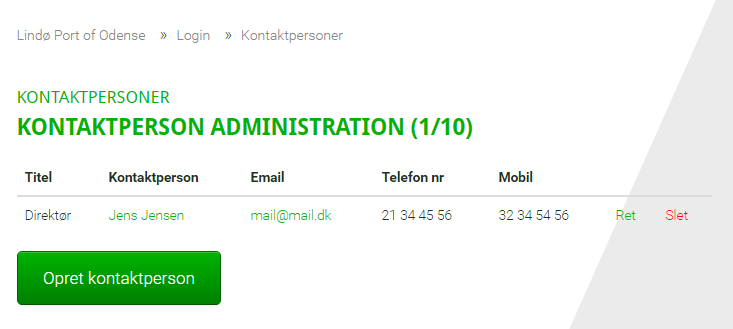 Lindø Port of Odense » Login » Kontaktpersoner
KONTAKTPERSONER
KONTAKTPERSON ADMINISTRATION (1/10)
Titel Kontaktperson Email Telefon nr Mobil
Direktør Jens Jensen mail@mail.dk 21 34 45 56 32 34 54 56 Ret Slet
Opret kontaktperson